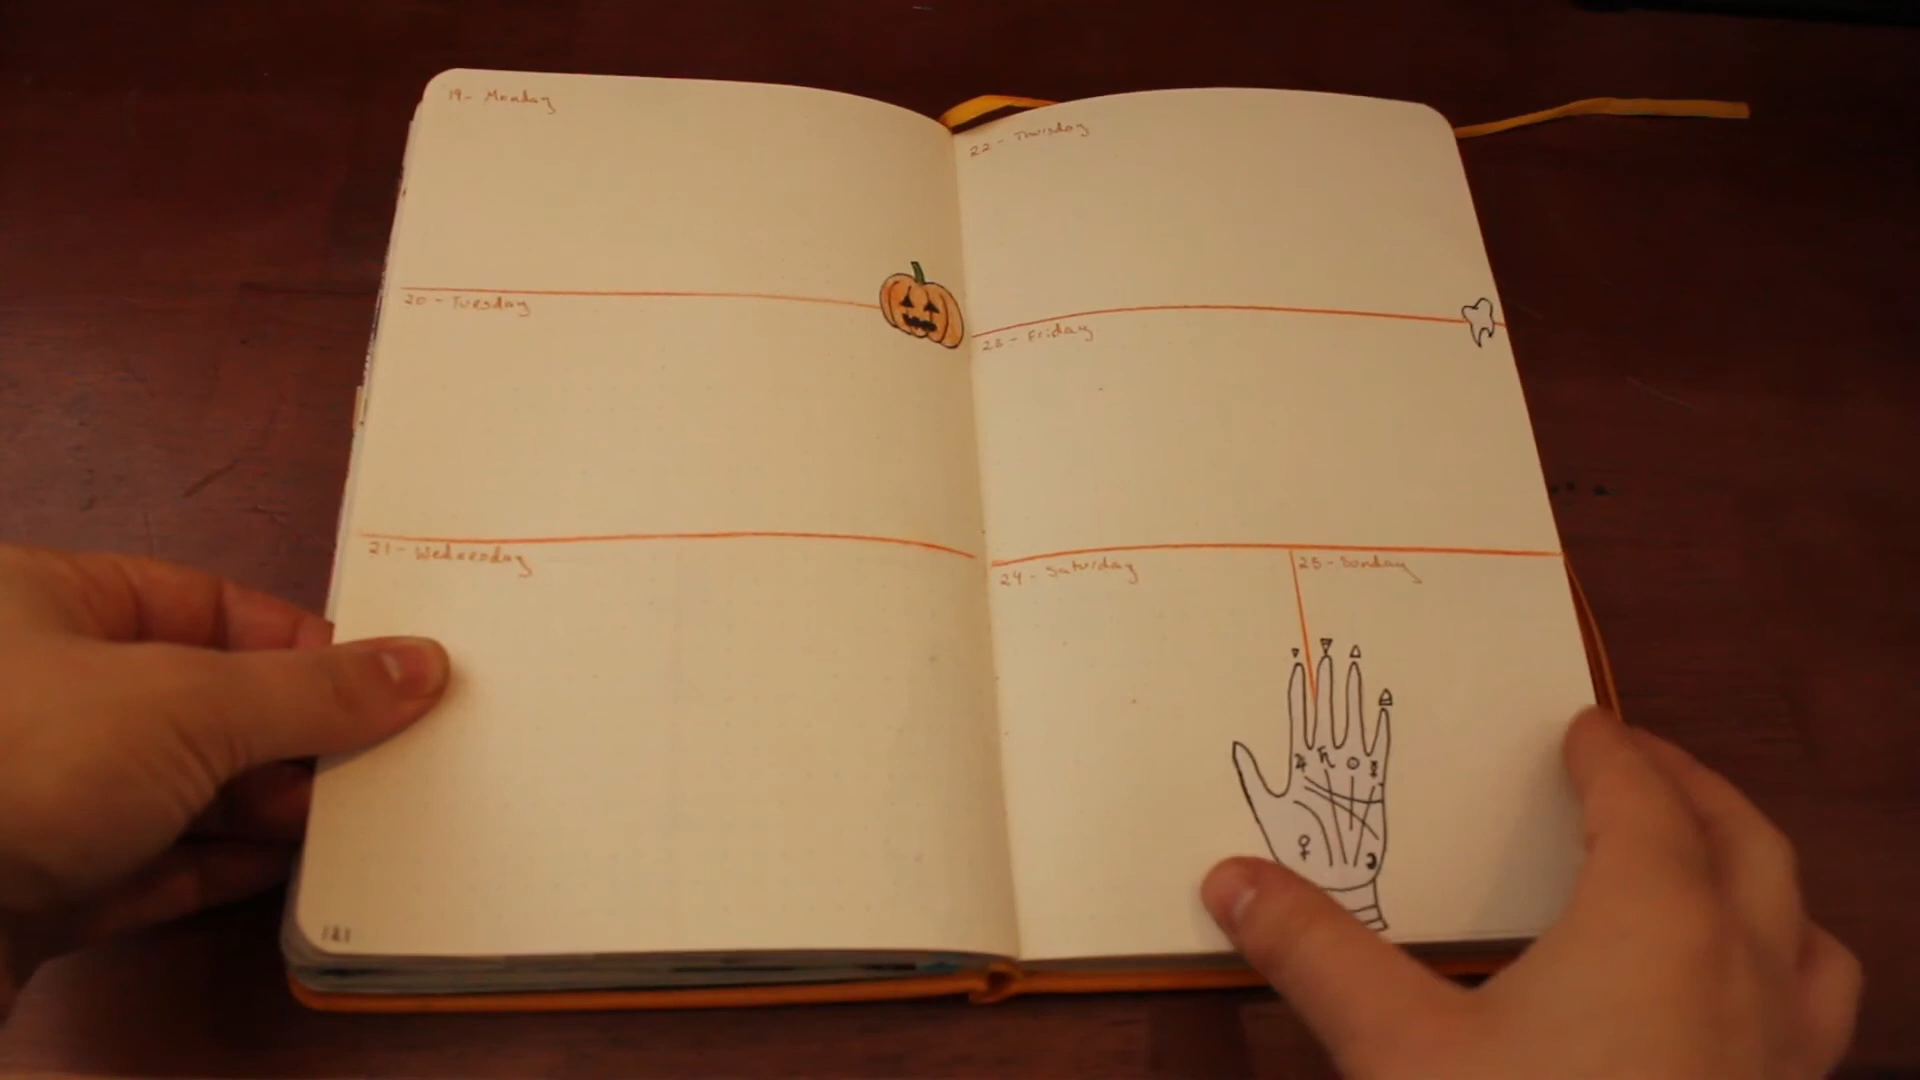 19- Monday
20 - Tuesday
21 - Wednesday
121
22 - Thursday
23 - Friday
24 - Saturday
25 - Sunday
♃ ♄ ☉ ☿
♀